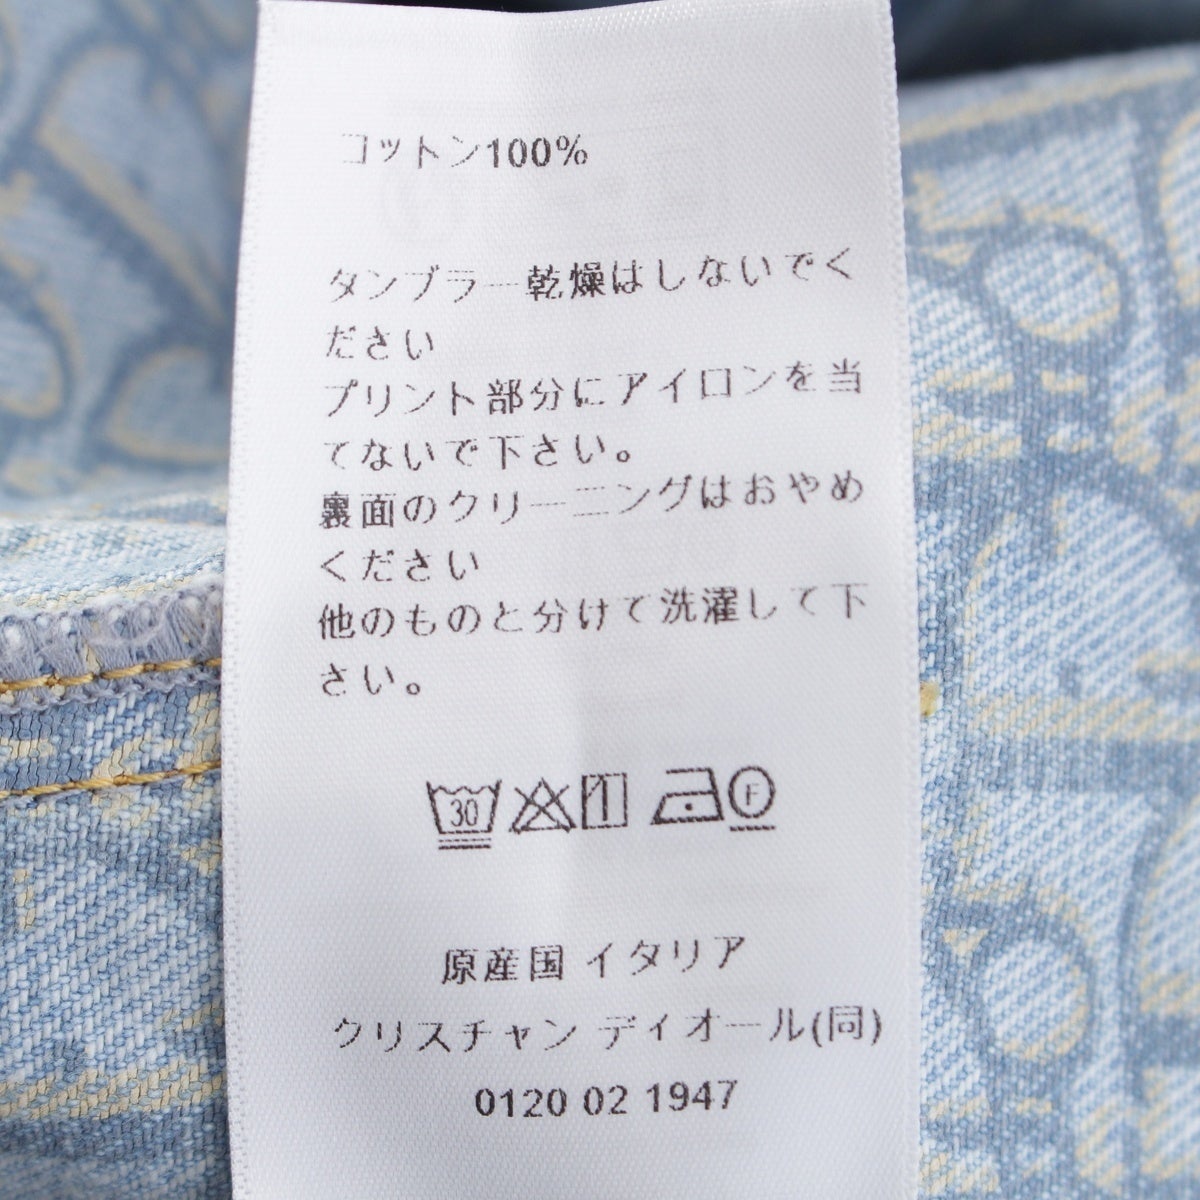 コットン100%
タンブラー乾燥はしないでく
ださい
プリント部分にアイロンを当
てないで下さい。
裏面のクリーニングはおやめ
ください
他のものと分けて洗濯して下
さい。
30
F
原産国 イタリア
クリスチャン ディオール(同)
0120 02 1947